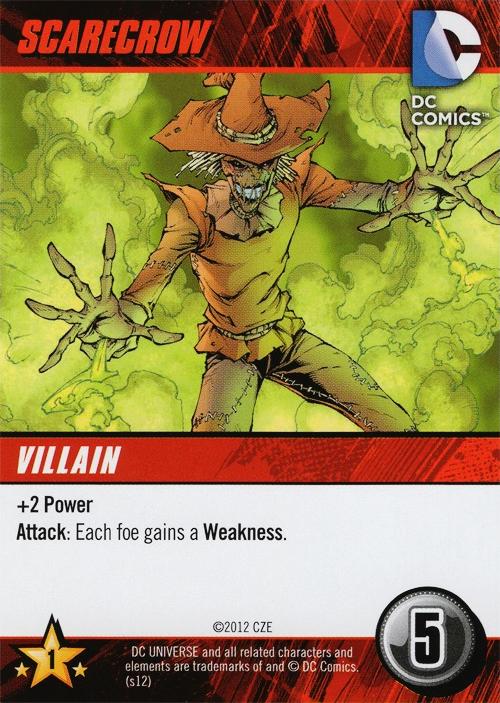 SCARECROW
DC
COMICS™
VILLAIN
+2 Power
Attack: Each foe gains a Weakness.
©2012 CZE
1
DC UNIVERSE and all related characters and
elements are trademarks of and © DC Comics.
(s12)
5